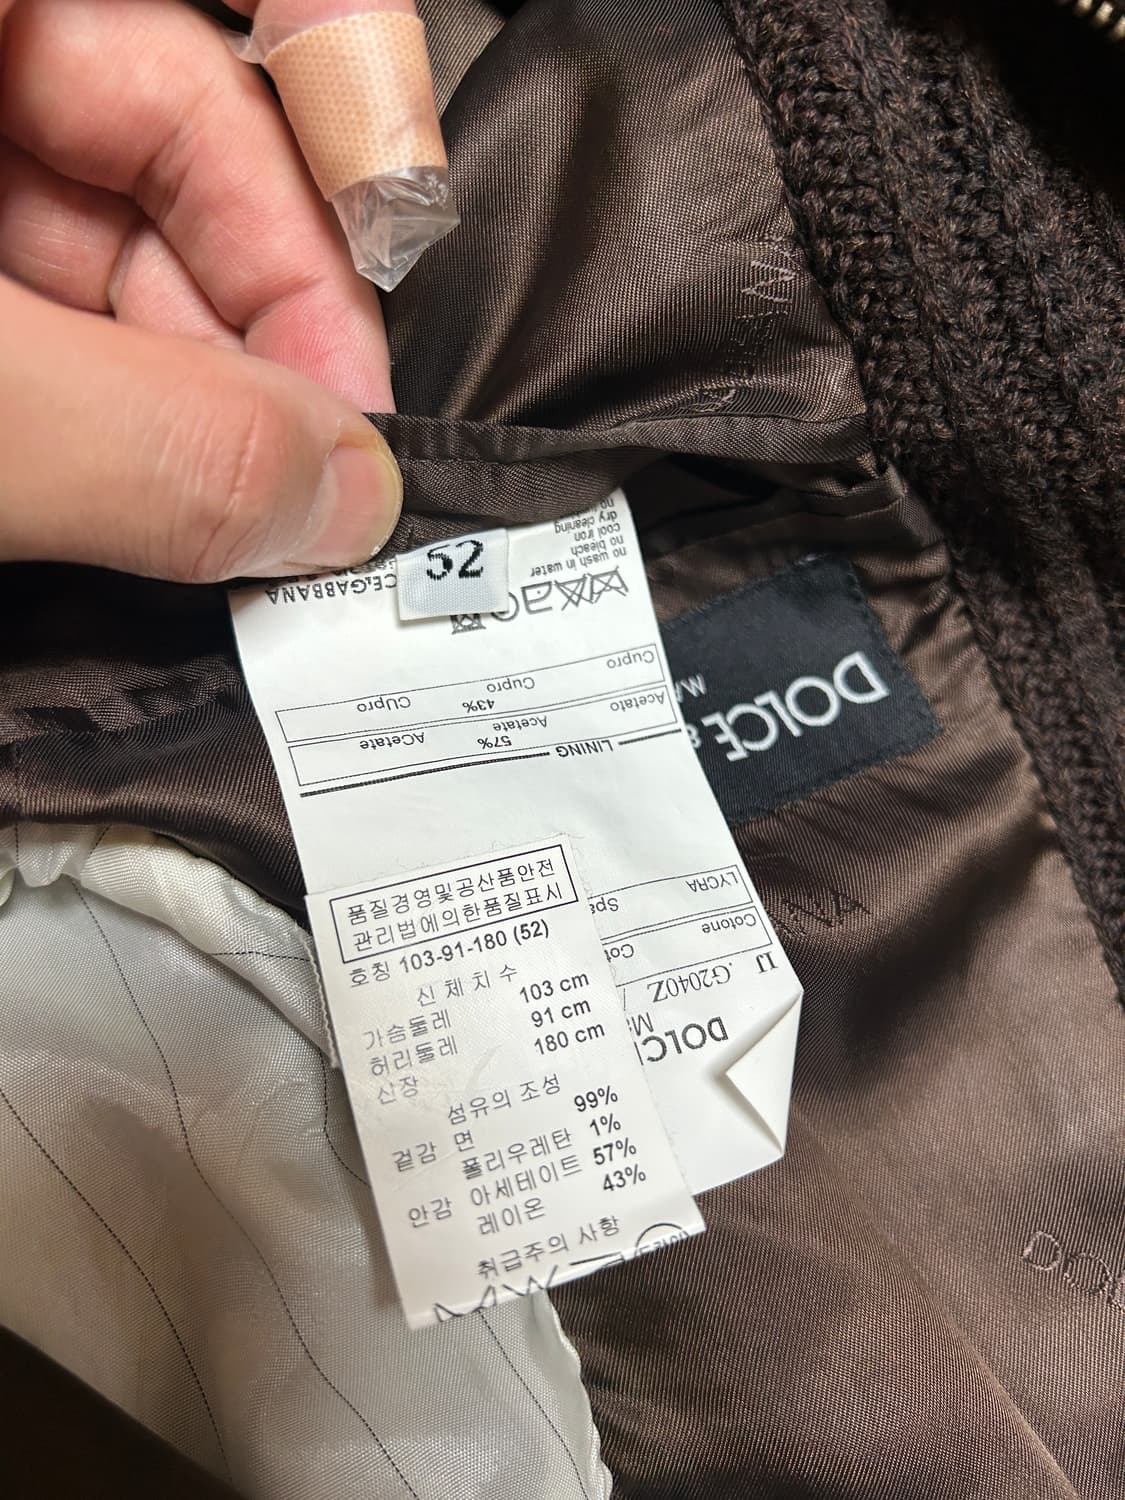 52
no wash in water
no bleach
cool iron
dry cleaning
CE&GABBANA
Cupro Cupro 43% CUpro
Acetato Acetate 57% ACetate
LINING
LYCRA
Cotone
IJ .G2040Z
DOLC
DOLCE &
품질경영및공산품안전
관리법에의한품질표시
호칭 103-91-180 (52)
신 체 치 수
가슴둘레 103 cm
허리둘레 91 cm
신장 180 cm
섬유의 조성
겉감 면 99%
폴리우레탄 1%
안감 아세테이트 57%
레이온 43%
취급주의 사항